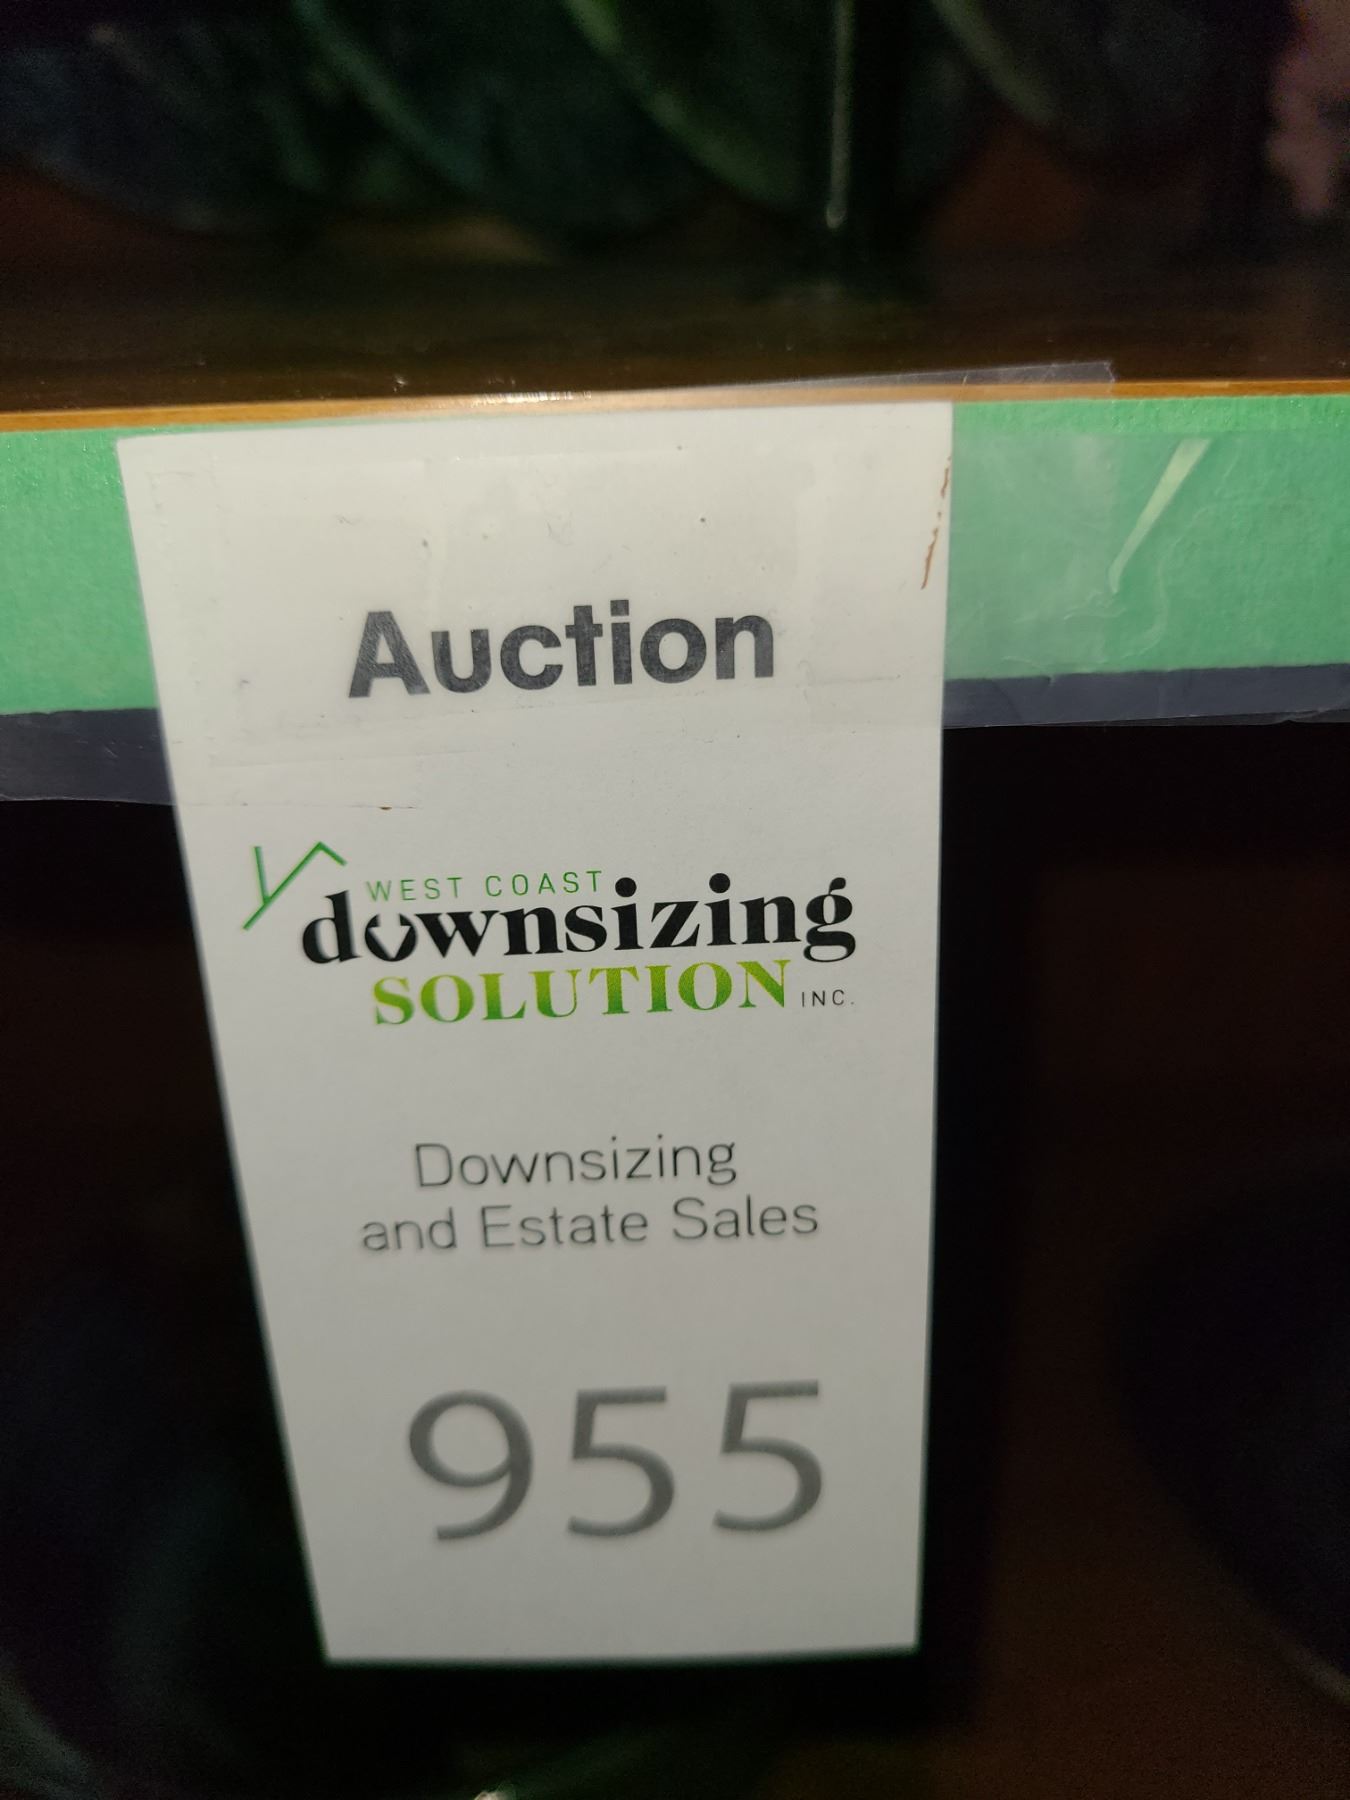 Auction
WEST COAST
downsizing
SOLUTION INC.
Downsizing
and Estate Sales
955